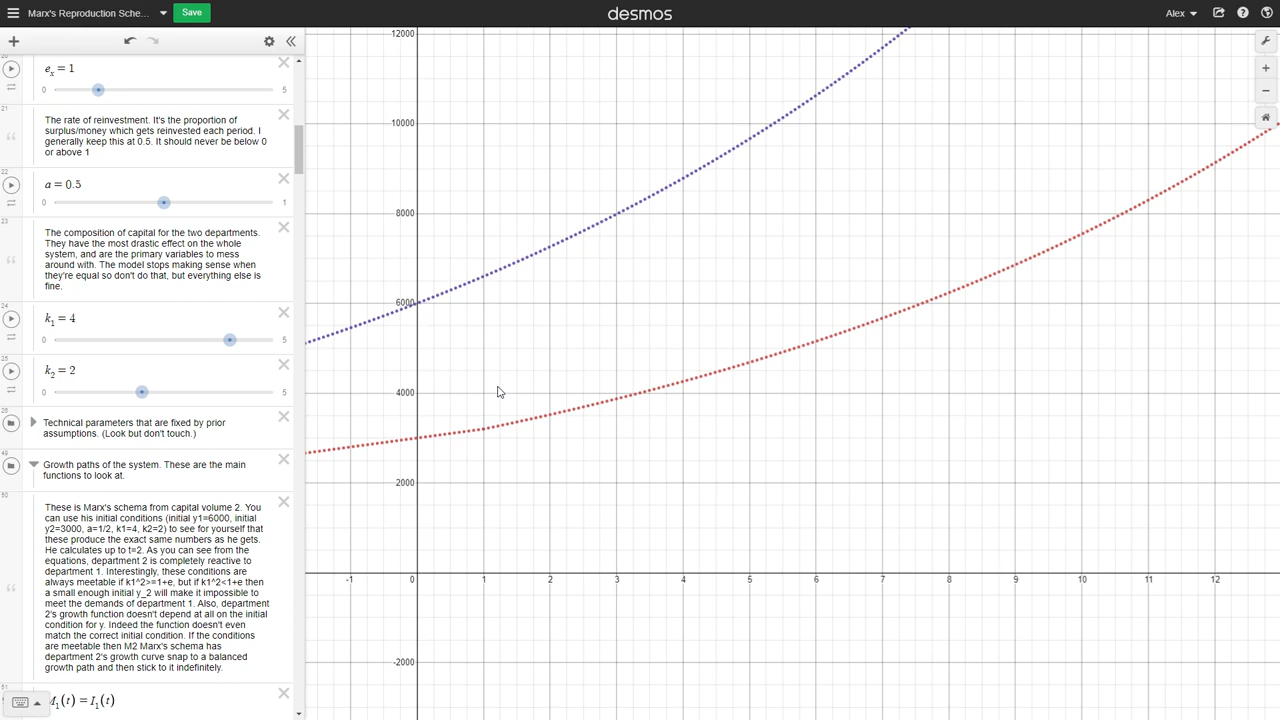 Marx's Reproduction Sche...
Save
desmos
Alex
e_x = 1
0
5
21
The rate of reinvestment. It's the proportion of
surplus/money which gets reinvested each period. I
generally keep this at 0.5. It should never be below 0
or above 1
22
a = 0.5
0
1
23
The composition of capital for the two departments.
They have the most drastic effect on the whole
system, and are the primary variables to mess
around with. The model stops making sense when
they're equal so don't do that, but everything else is
fine.
24
k_1 = 4
0
5
25
k_2 = 2
0
5
26
Technical parameters that are fixed by prior
assumptions. (Look but don't touch.)
49
Growth paths of the system. These are the main
functions to look at.
50
These is Marx's schema from capital volume 2. You
can use his initial conditions (initial y1=6000, initial
y2=3000, a=1/2, k1=4, k2=2) to see for yourself that
these produce the exact same numbers as he gets.
He calculates up to t=2. As you can see from the
equations, department 2 is completely reactive to
department 1. Interestingly, these conditions are
always meetable if k1^2>=1+e, but if k1^2<1+e then
a small enough initial y_2 will make it impossible to
meet the demands of department 1. Also, department
2's growth function doesn't depend at all on the initial
condition for y. Indeed the function doesn't even
match the correct initial condition. If the conditions
are meetable then M2 Marx's schema has
department 2's growth curve snap to a balanced
growth path and then stick to it indefinitely.
51
M_1(t) = I_1(t)
12000
10000
8000
6000
4000
2000
-1
0
1
2
3
4
5
6
7
8
9
10
11
12
-2000